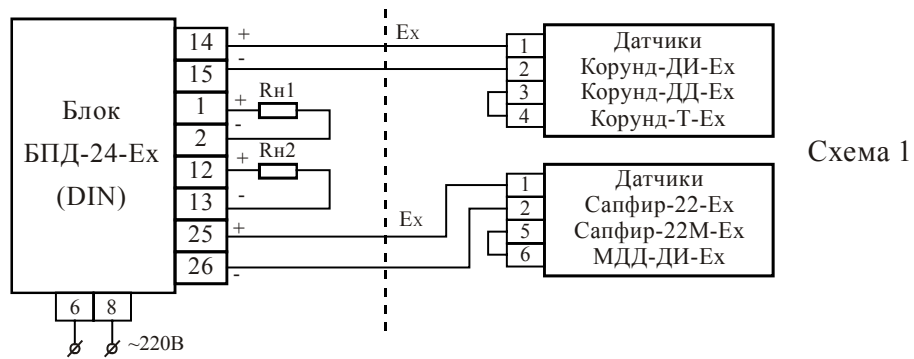 Блок
БПД-24-Ex
(DIN)
14
15
1
2
12
13
25
26
6
8
~220В
+
-
+
-
+
-
+
-
Rн1
Rн2
Ex
Ex
1
2
3
4
Датчики
Корунд-ДИ-Ex
Корунд-ДД-Ex
Корунд-Т-Ex
1
2
5
6
Датчики
Сапфир-22-Ex
Сапфир-22М-Ex
МДД-ДИ-Ex
Схема 1